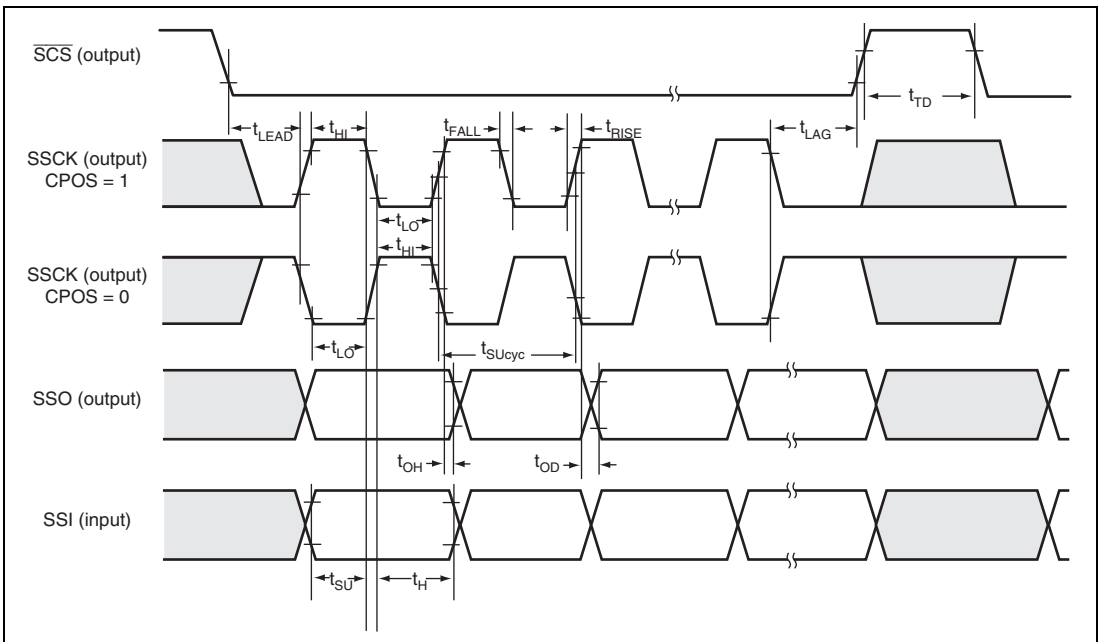 SCS (output)
tTD
tLEAD
tHI
tFALL
tRISE
tLAG
SSCK (output)
CPOS = 1
tLO
tHI
SSCK (output)
CPOS = 0
tLO
tSUcyc
SSO (output)
tOH
tOD
SSI (input)
tSU
tH